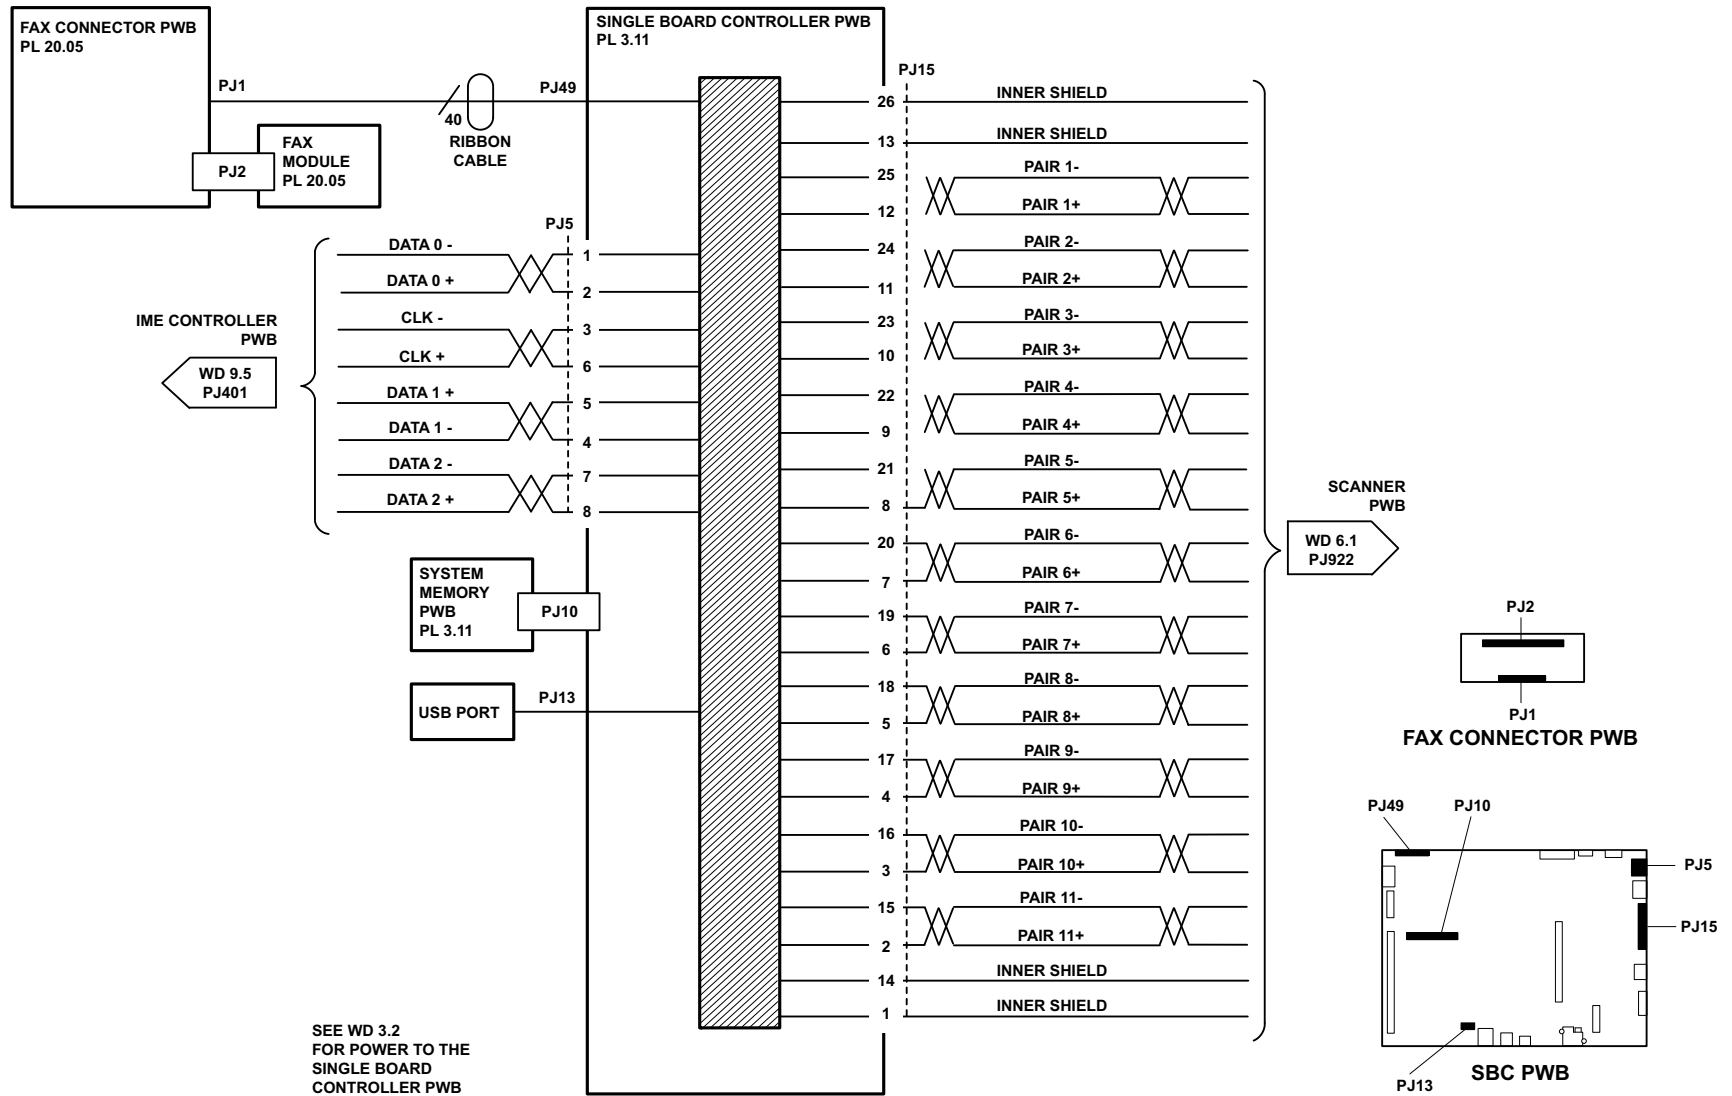 FAX CONNECTOR PWB
PL 20.05
PJ1
PJ2
FAX
MODULE
PL 20.05
40
RIBBON
CABLE
PJ49
SINGLE BOARD CONTROLLER PWB
PL 3.11
PJ5
DATA 0 -
1
DATA 0 +
2
CLK -
3
CLK +
6
DATA 1 +
5
DATA 1 -
4
DATA 2 -
7
DATA 2 +
8
IME CONTROLLER
PWB
WD 9.5
PJ401
SYSTEM
MEMORY
PWB
PL 3.11
PJ10
USB PORT
PJ13
SEE WD 3.2
FOR POWER TO THE
SINGLE BOARD
CONTROLLER PWB
PJ15
26
INNER SHIELD
13
INNER SHIELD
25
PAIR 1-
12
PAIR 1+
24
PAIR 2-
11
PAIR 2+
23
PAIR 3-
10
PAIR 3+
22
PAIR 4-
9
PAIR 4+
21
PAIR 5-
8
PAIR 5+
20
PAIR 6-
7
PAIR 6+
19
PAIR 7-
6
PAIR 7+
18
PAIR 8-
5
PAIR 8+
17
PAIR 9-
4
PAIR 9+
16
PAIR 10-
3
PAIR 10+
15
PAIR 11-
2
PAIR 11+
14
INNER SHIELD
1
INNER SHIELD
SCANNER
PWB
WD 6.1
PJ922
PJ2
PJ1
FAX CONNECTOR PWB
PJ49
PJ10
PJ5
PJ15
PJ13
SBC PWB